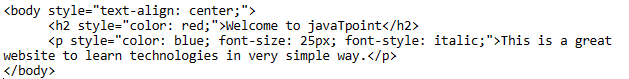 <body style="text-align: center;">
<h2 style="color: red;">Welcome to javaTpoint</h2>
<p style="color: blue; font-size: 25px; font-style: italic;">This is a great
website to learn technologies in very simple way.</p>
</body>